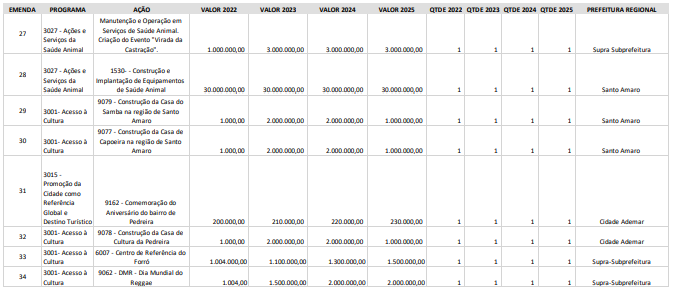 EMENDA PROGRAMA AÇÃO VALOR 2022 VALOR 2023 VALOR 2024 VALOR 2025 QTDE 2022 QTDE 2023 QTDE 2024 QTDE 2025 PREFEITURA REGIONAL
27 3027 - Ações e Serviços da Saúde Animal Manutenção e Operação em Serviços de Saúde Animal. Criação do Evento "Virada da Castração". 1.000.000,00 3.000.000,00 3.000.000,00 3.000.000,00 1 1 1 1 Supra Subprefeitura
28 3027 - Ações e Serviços da Saúde Animal 1530- - Construção e Implantação de Equipamentos de Saúde Animal 30.000.000,00 30.000.000,00 30.000.000,00 30.000.000,00 1 1 1 1 Santo Amaro
29 3001- Acesso à Cultura 9079 - Construção da Casa do Samba na região de Santo Amaro 1.000,00 2.000.000,00 2.000.000,00 1.000.000,00 1 1 1 1 Santo Amaro
30 3001- Acesso à Cultura 9077 - Construção da Casa de Capoeira na região de Santo Amaro 1.000,00 2.000.000,00 2.000.000,00 1.000.000,00 1 1 1 1 Santo Amaro
31 3015 - Promoção da Cidade como Referência Global e Destino Turístico 9162 - Comemoração do Aniversário do bairro de Pedreira 200.000,00 210.000,00 220.000,00 230.000,00 1 1 1 1 Cidade Ademar
32 3001- Acesso à Cultura 9078 - Construção da Casa de Cultura da Pedreira 1.000,00 2.000.000,00 2.000.000,00 1.000.000,00 1 1 1 1 Cidade Ademar
33 3001- Acesso à Cultura 6007 - Centro de Referência do Forró 1.004.000,00 1.100.000,00 1.300.000,00 1.500.000,00 1 1 1 1 Supra-Subprefeitura
34 3001- Acesso à Cultura 9062 - DMR - Dia Mundial do Reggae 1.004,00 1.500.000,00 2.000.000,00 2.000.000,00 1 1 1 1 Supra-Subprefeitura